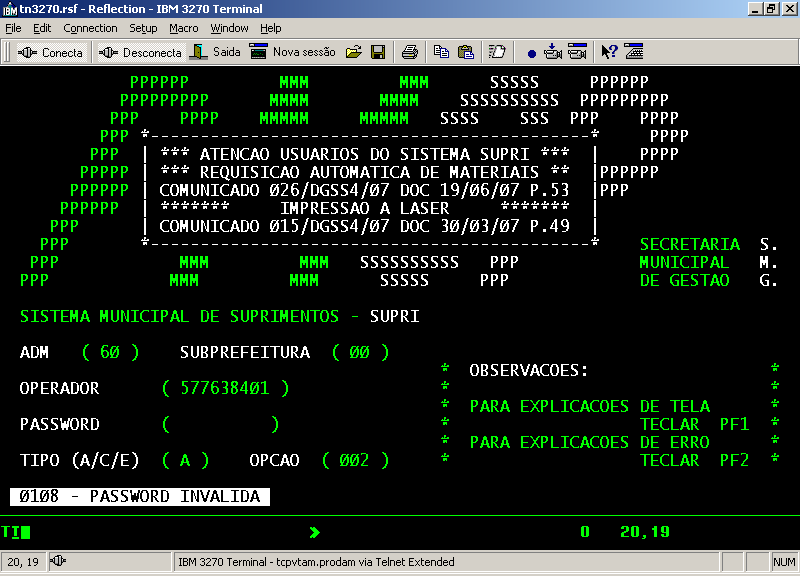 tn3270.rsf - Reflection - IBM 3270 Terminal
File Edit Connection Setup Macro Window Help
Conecta Desconecta Saida Nova sessão
PPPPPP MMM MMM SSSSS PPPPPP
PPPPPPPPP MMMM MMMM SSSSSSSSSS PPPPPPPPP
PPP PPPP MMMMM MMMMM SSSS SSS PPP PPPP
PPP *--------------------------------------------* PPPP
PPP | *** ATENCAO USUARIOS DO SISTEMA SUPRI *** | PPPP
PPPPP | *** REQUISICAO AUTOMATICA DE MATERIAIS ** |PPPPPP
PPPPPP | COMUNICADO 026/DGSS4/07 DOC 19/06/07 P.53 |PPP
PPPPPP | ******* IMPRESSAO A LASER ******* |
PPP | COMUNICADO 015/DGSS4/07 DOC 30/03/07 P.49 |
PPP *--------------------------------------------* SECRETARIA S.
PPP MMM MMM SSSSSSSSSS PPP MUNICIPAL M.
PPP MMM MMM SSSSS PPP DE GESTAO G.
SISTEMA MUNICIPAL DE SUPRIMENTOS - SUPRI
ADM ( 60 ) SUBPREFEITURA ( 00 )
* OBSERVACOES: *
OPERADOR ( 577638401 ) * *
* PARA EXPLICACOES DE TELA *
PASSWORD ( ) * TECLAR PF1 *
* PARA EXPLICACOES DE ERRO *
TIPO (A/C/E) ( A ) OPCAO ( 002 ) * TECLAR PF2 *
0108 - PASSWORD INVALIDA
TIM > 0 20,19
20, 19 IBM 3270 Terminal - tcpvtam.prodam via Telnet Extended NUM